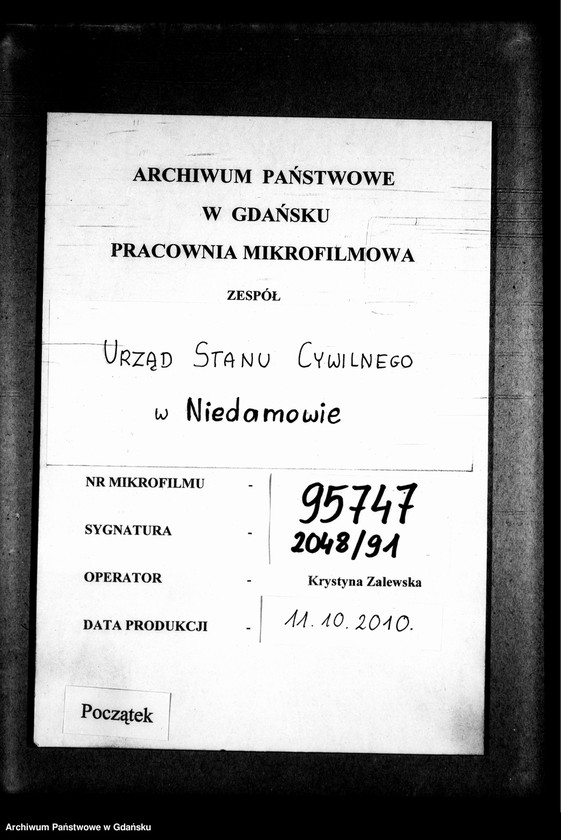 ARCHIWUM PAŃSTWOWE
W GDAŃSKU
PRACOWNIA MIKROFILMOWA
ZESPÓŁ
URZĄD STANU CYWILNEGO
w Niedamowie
NR MIKROFILMU - 95747
SYGNATURA - 2048/91
OPERATOR - Krystyna Zalewska
DATA PRODUKCJI - 11.10.2010.
Początek
Archiwum Państwowe w Gdańsku